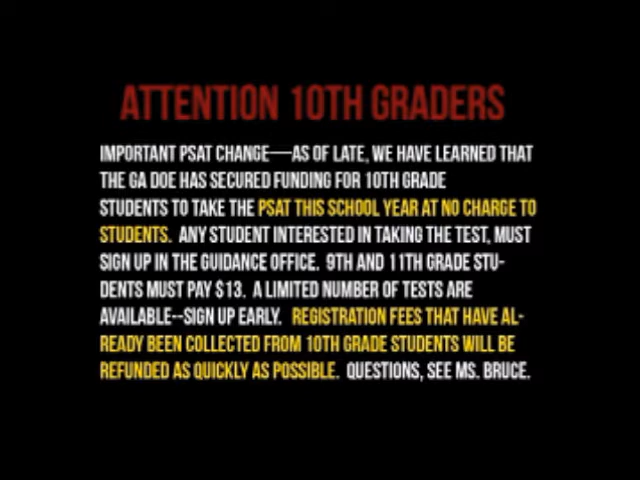 ATTENTION 10TH GRADERS
IMPORTANT PSAT CHANGE—AS OF LATE, WE HAVE LEARNED THAT
THE GA DOE HAS SECURED FUNDING FOR 10TH GRADE
STUDENTS TO TAKE THE PSAT THIS SCHOOL YEAR AT NO CHARGE TO
STUDENTS. ANY STUDENT INTERESTED IN TAKING THE TEST, MUST
SIGN UP IN THE GUIDANCE OFFICE. 9TH AND 11TH GRADE STU-
DENTS MUST PAY $13. A LIMITED NUMBER OF TESTS ARE
AVAILABLE--SIGN UP EARLY. REGISTRATION FEES THAT HAVE AL-
READY BEEN COLLECTED FROM 10TH GRADE STUDENTS WILL BE
REFUNDED AS QUICKLY AS POSSIBLE. QUESTIONS, SEE MS. BRUCE.